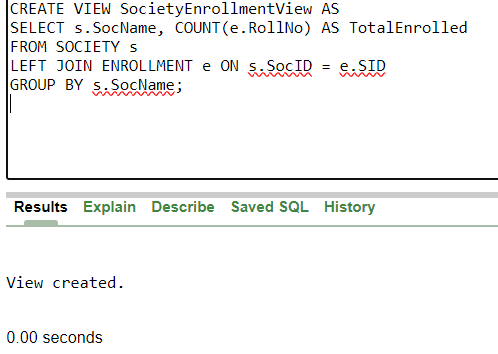 CREATE VIEW SocietyEnrollmentView AS
SELECT s.SocName, COUNT(e.RollNo) AS TotalEnrolled
FROM SOCIETY s
LEFT JOIN ENROLLMENT e ON s.SocID = e.SID
GROUP BY s.SocName;
Results Explain Describe Saved SQL History
View created.
0.00 seconds